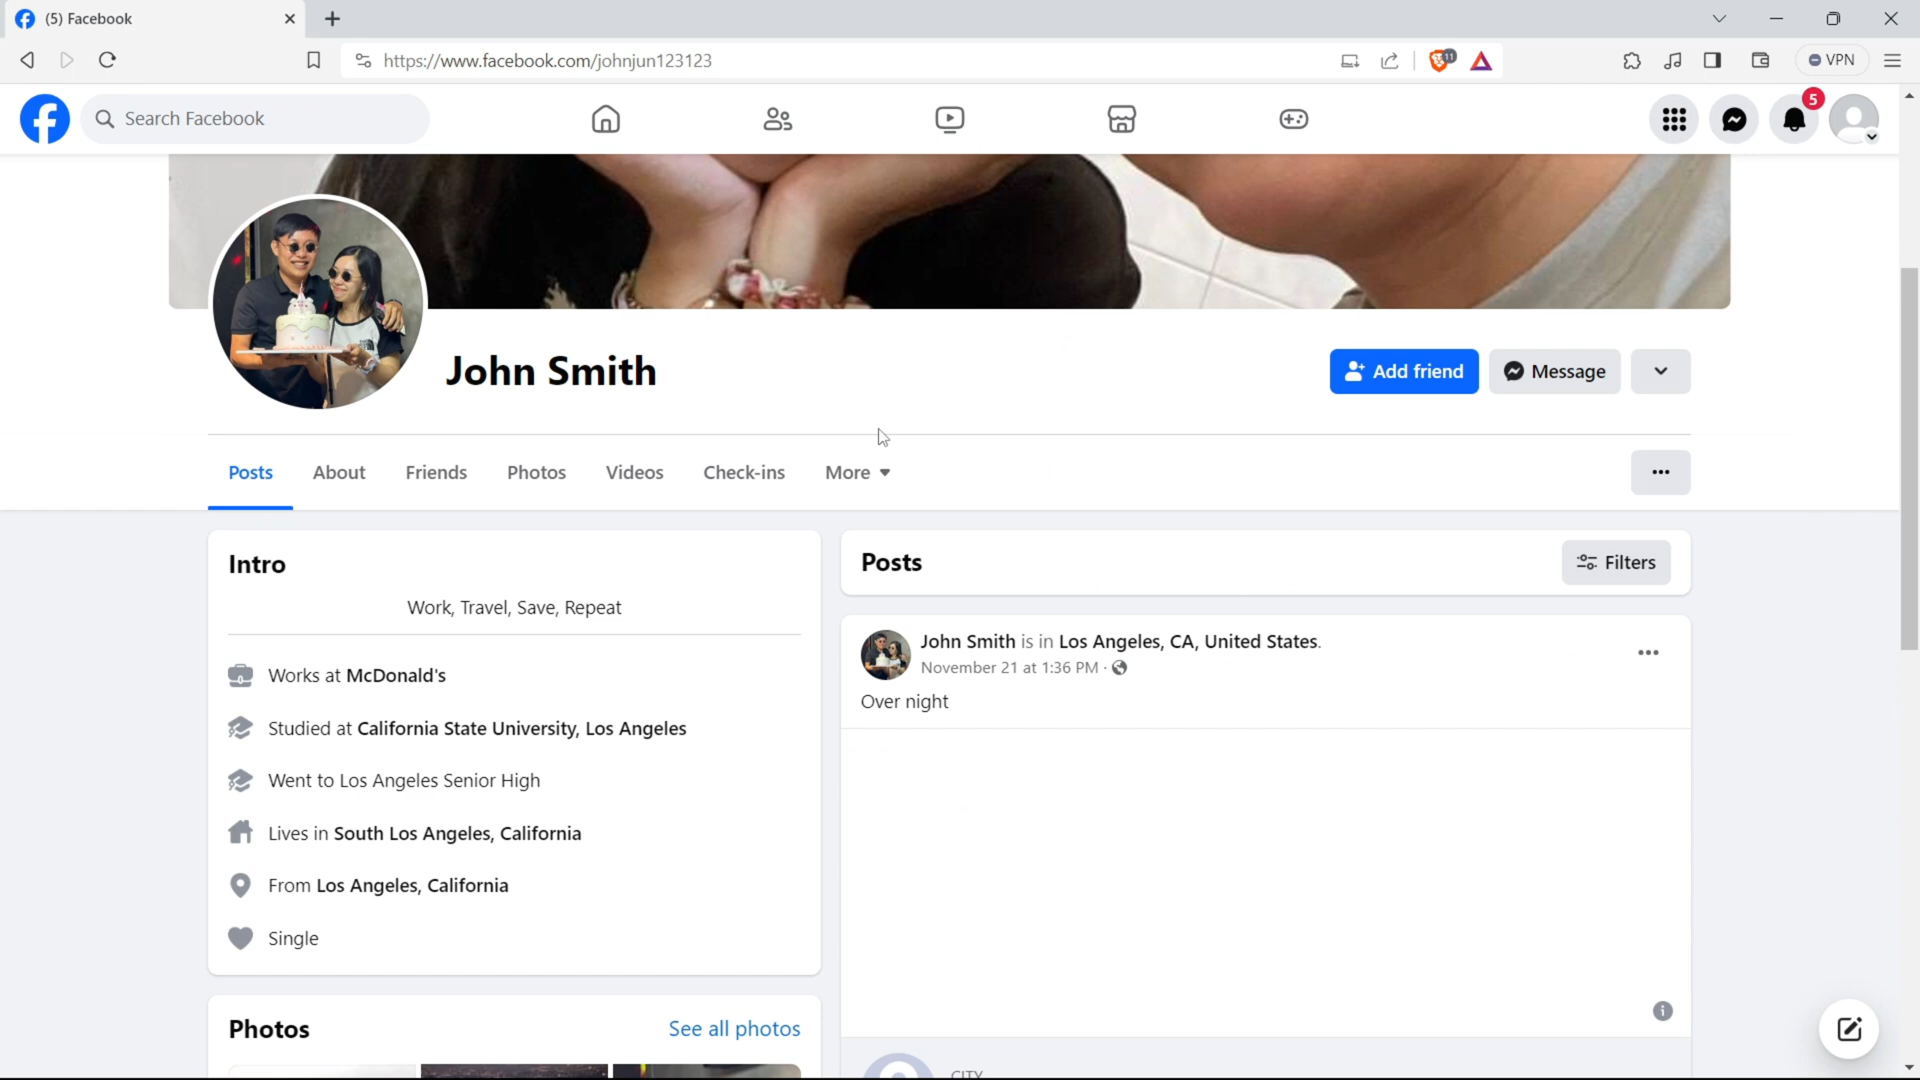 (5) Facebook
https://www.facebook.com/johnjun123123
11
VPN
Search Facebook
5
John Smith
Add friend
Message
Posts
About
Friends
Photos
Videos
Check-ins
More
Intro
Work, Travel, Save, Repeat
Works at McDonald's
Studied at California State University, Los Angeles
Went to Los Angeles Senior High
Lives in South Los Angeles, California
From Los Angeles, California
Single
Photos
See all photos
Posts
Filters
John Smith is in Los Angeles, CA, United States.
November 21 at 1:36 PM ·
Over night
CITY